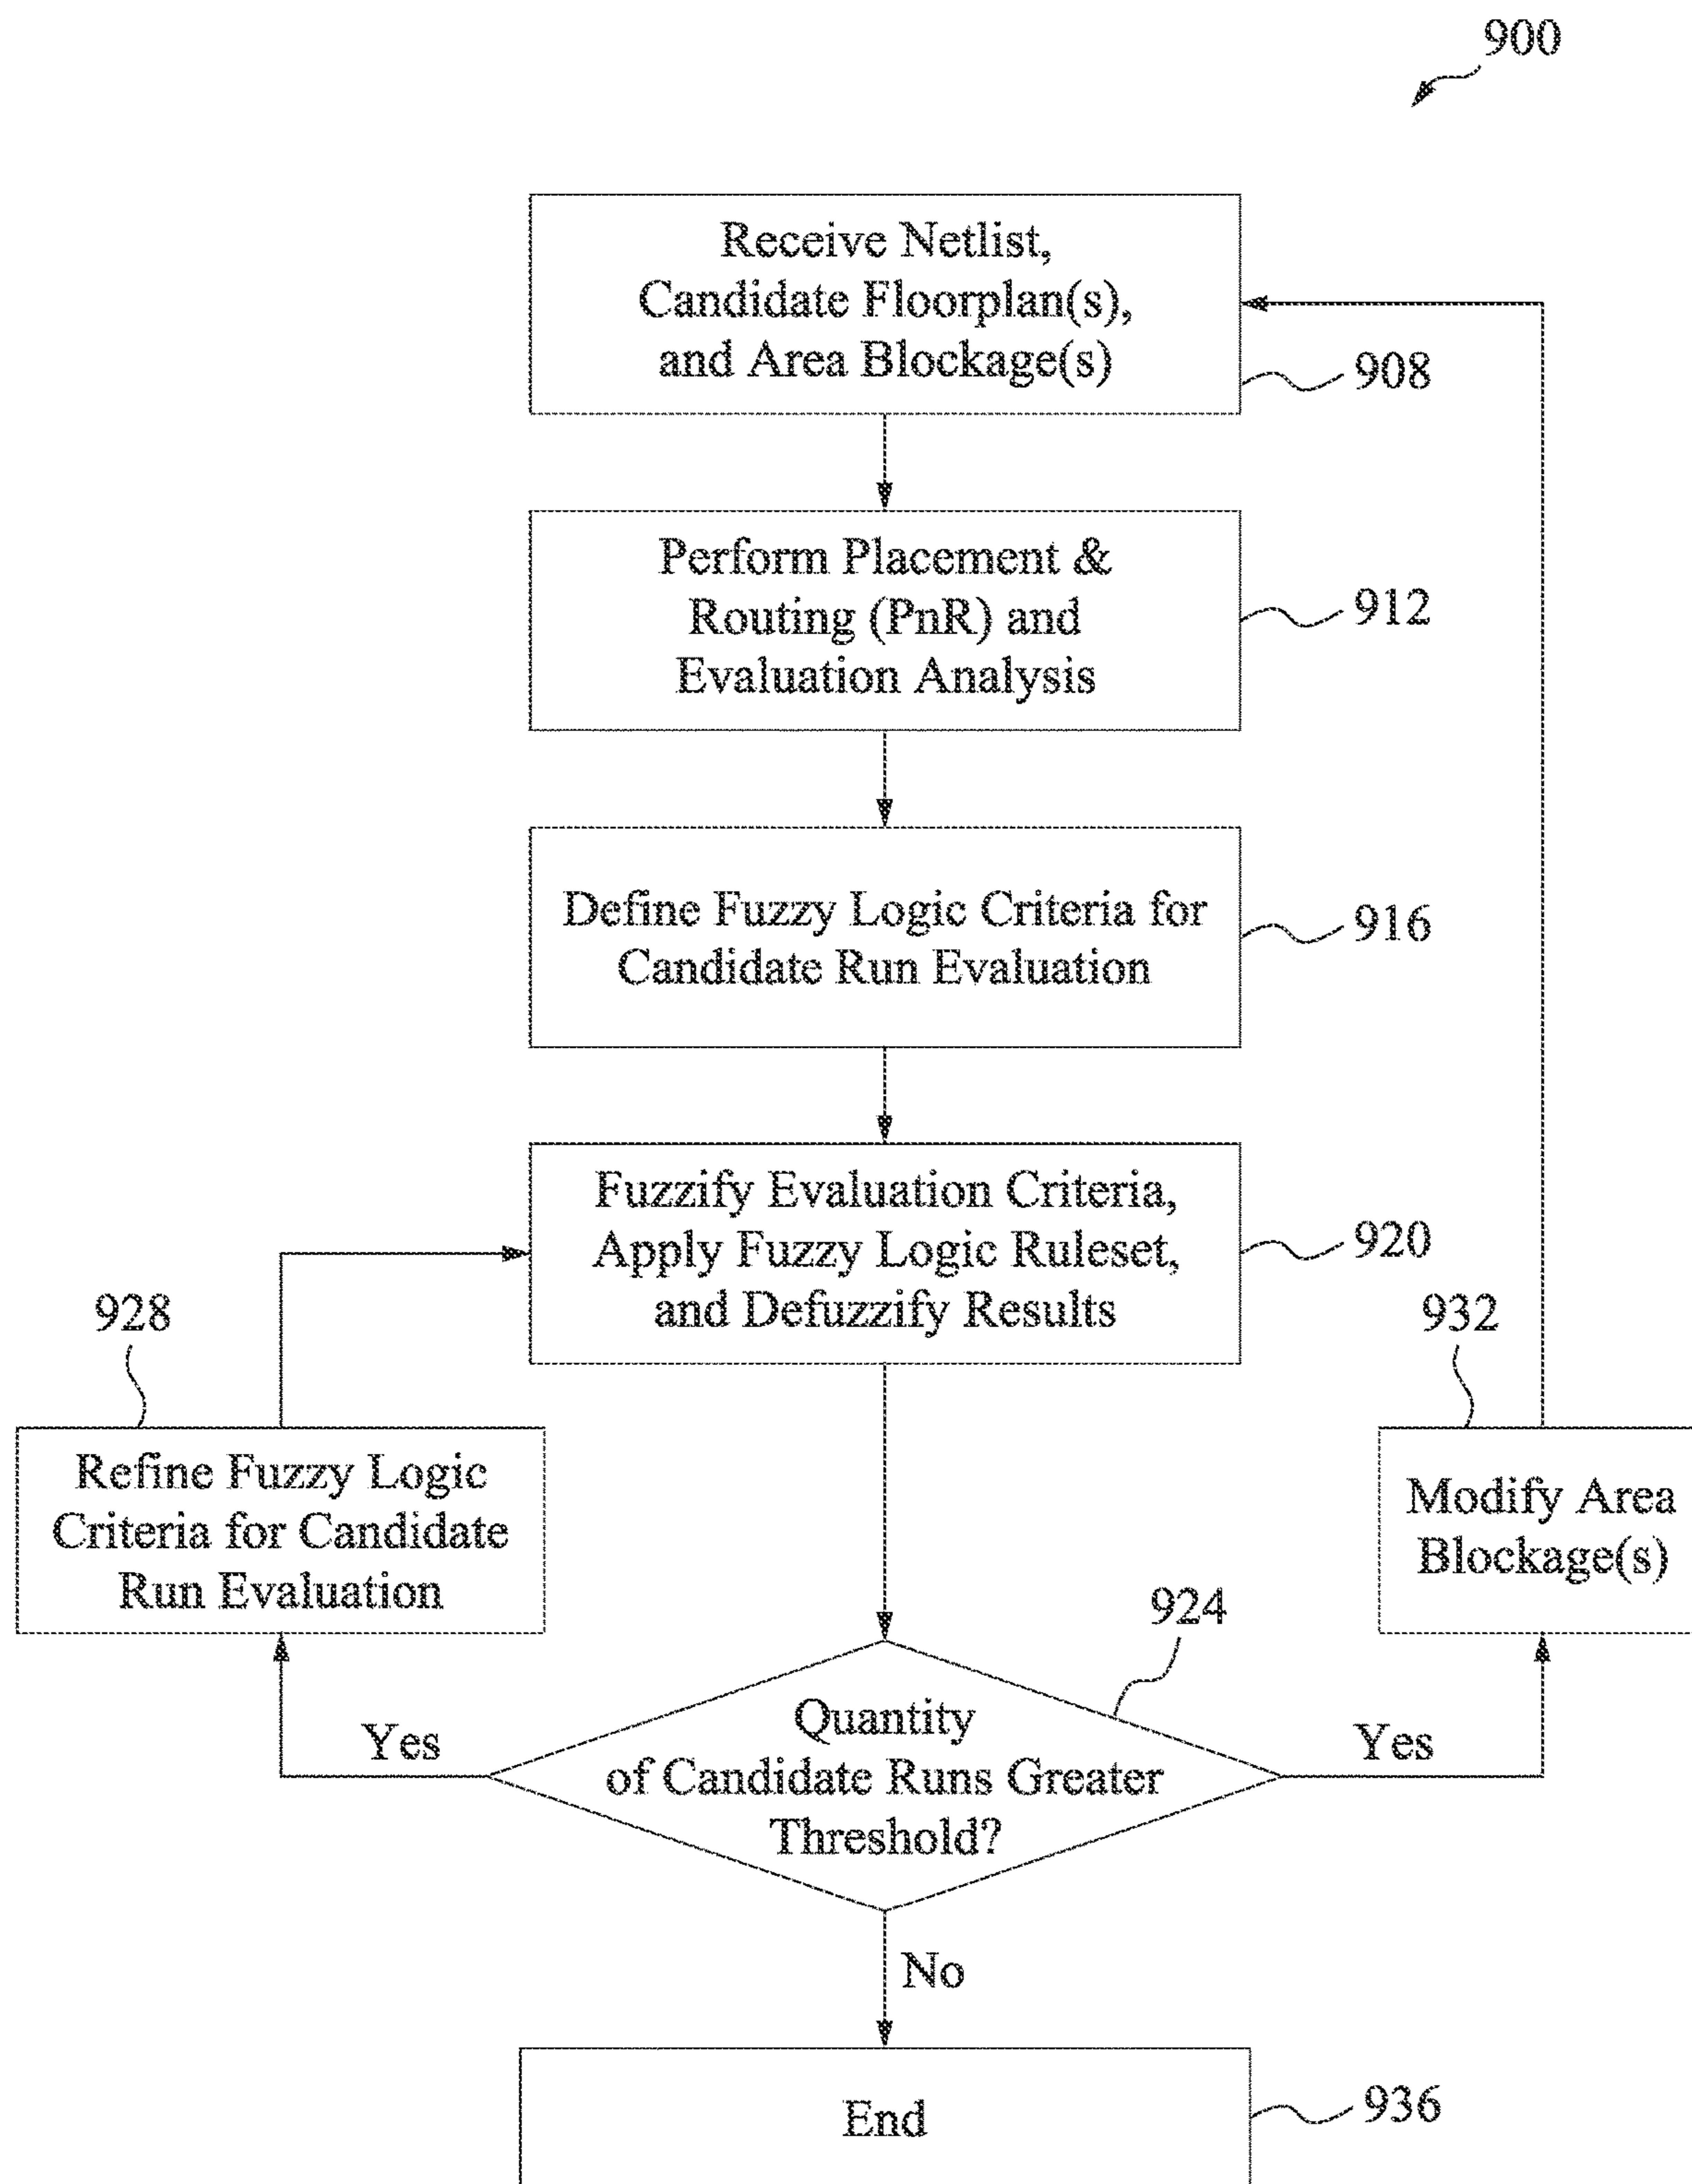 900
Receive Netlist,
Candidate Floorplan(s),
and Area Blockage(s)
908
Perform Placement &
Routing (PnR) and
Evaluation Analysis
912
Define Fuzzy Logic Criteria for
Candidate Run Evaluation
916
Fuzzify Evaluation Criteria,
Apply Fuzzy Logic Ruleset,
and Defuzzify Results
920
928
932
Refine Fuzzy Logic
Criteria for Candidate
Run Evaluation
Modify Area
Blockage(s)
924
Quantity
of Candidate Runs Greater
Threshold?
Yes
Yes
No
End
936